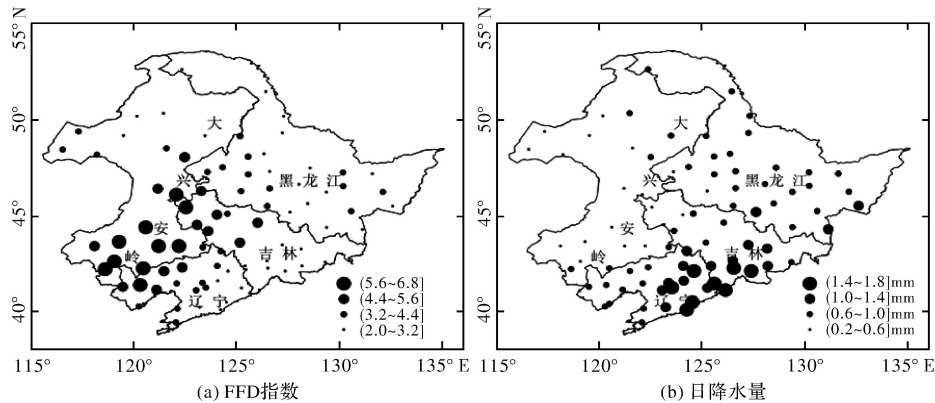 55° N
50°
45°
40°
115° 120° 125° 130° 135° E
大
兴
安
岭
黑龙江
吉林
辽宁
(5.6~6.8]
(4.4~5.6]
(3.2~4.4]
(2.0~3.2]
(a) FFD指数
55° N
50°
45°
40°
115° 120° 125° 130° 135° E
大
兴
安
岭
黑龙江
吉林
辽宁
(1.4~1.8]mm
(1.0~1.4]mm
(0.6~1.0]mm
(0.2~0.6]mm
(b) 日降水量